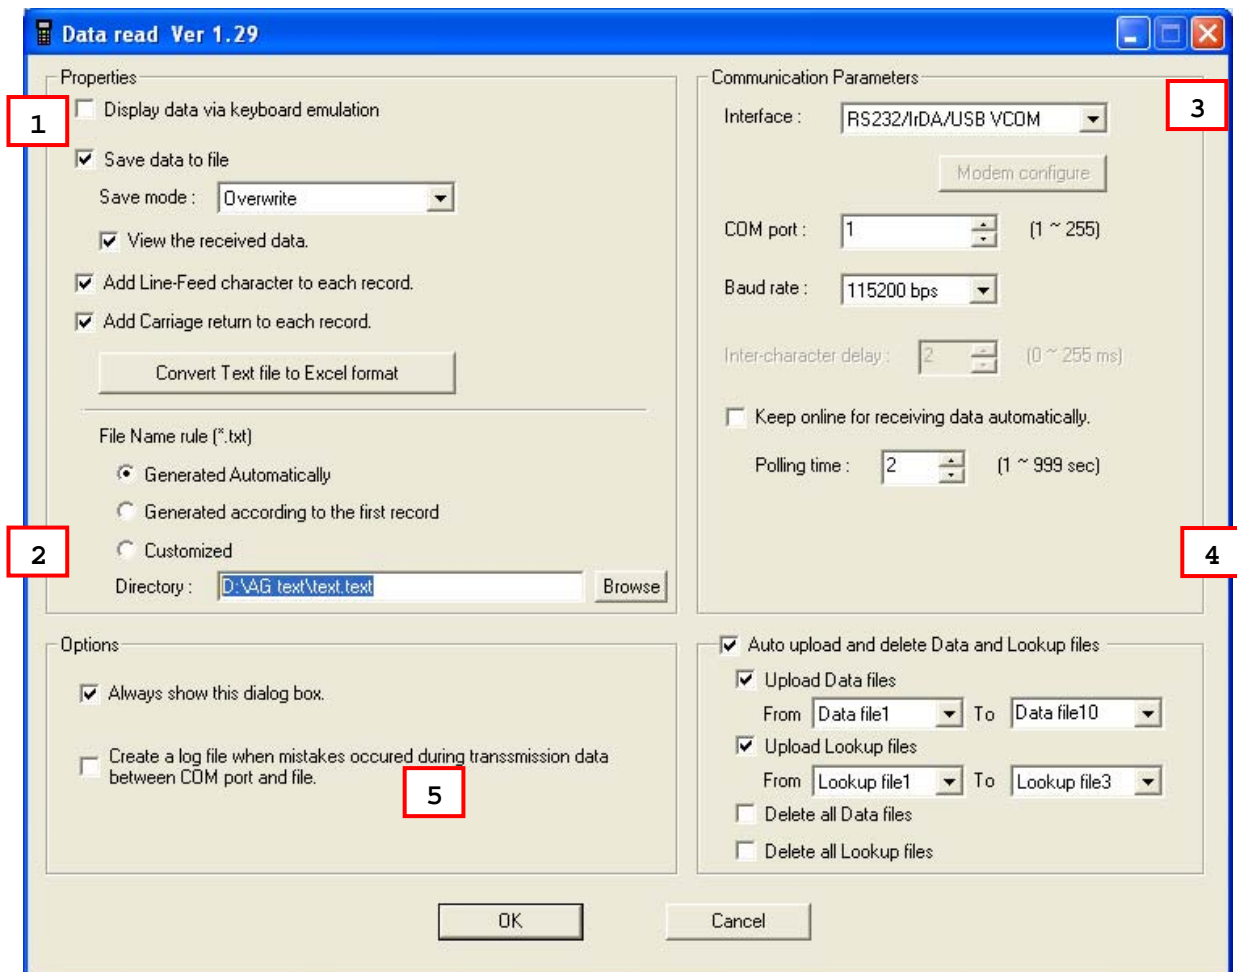 Data read Ver 1.29
Properties
1
Display data via keyboard emulation
Save data to file
Save mode : Overwrite
View the received data.
Add Line-Feed character to each record.
Add Carriage return to each record.
Convert Text file to Excel format
File Name rule (*.txt)
Generated Automatically
Generated according to the first record
2
Customized
Directory : D:\AG text\text.text Browse
Communication Parameters
3
Interface : RS232/IrDA/USB VCOM
Modem configure
COM port : 1 (1 ~ 255)
Baud rate : 115200 bps
Inter-character delay : 2 (0 ~ 255 ms)
Keep online for receiving data automatically.
Polling time : 2 (1 ~ 999 sec)
4
Options
Always show this dialog box.
Create a log file when mistakes occured during transsmission data
between COM port and file.
5
Auto upload and delete Data and Lookup files
Upload Data files
From Data file1 To Data file10
Upload Lookup files
From Lookup file1 To Lookup file3
Delete all Data files
Delete all Lookup files
OK Cancel